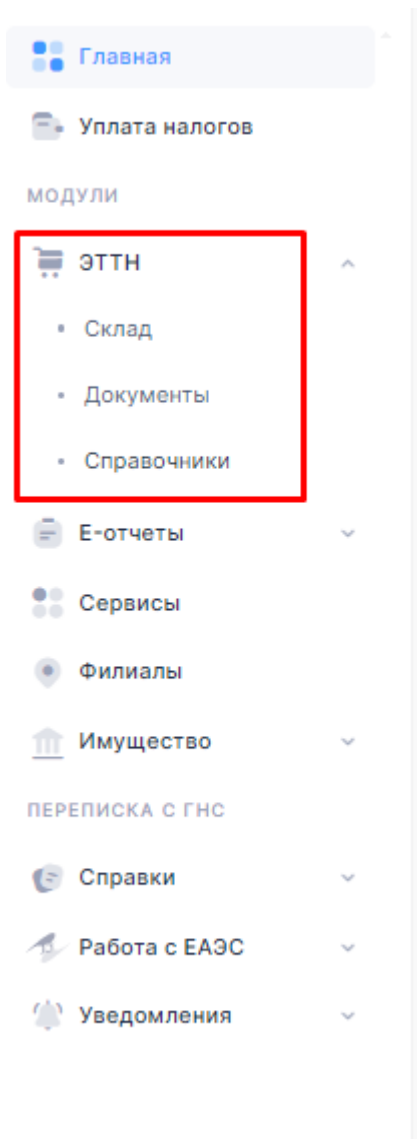 Главная
Уплата налогов
МОДУЛИ
ЭТТН
Склад
Документы
Справочники
Е-отчеты
Сервисы
Филиалы
Имущество
ПЕРЕПИСКА С ГНС
Справки
Работа с ЕАЭС
Уведомления